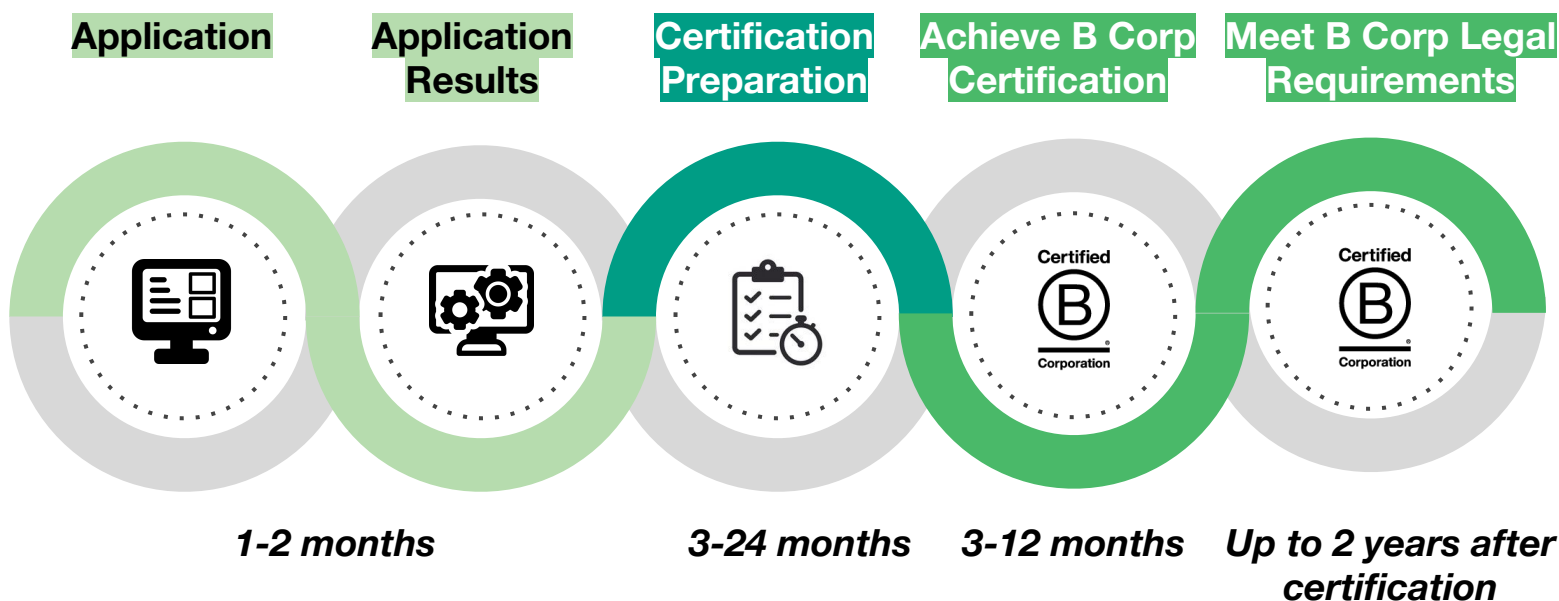 Application
Application
Results
Certification
Preparation
Achieve B Corp
Certification
Meet B Corp Legal
Requirements
Certified
B
®
Corporation
Certified
B
®
Corporation
1-2 months
3-24 months
3-12 months
Up to 2 years after
certification